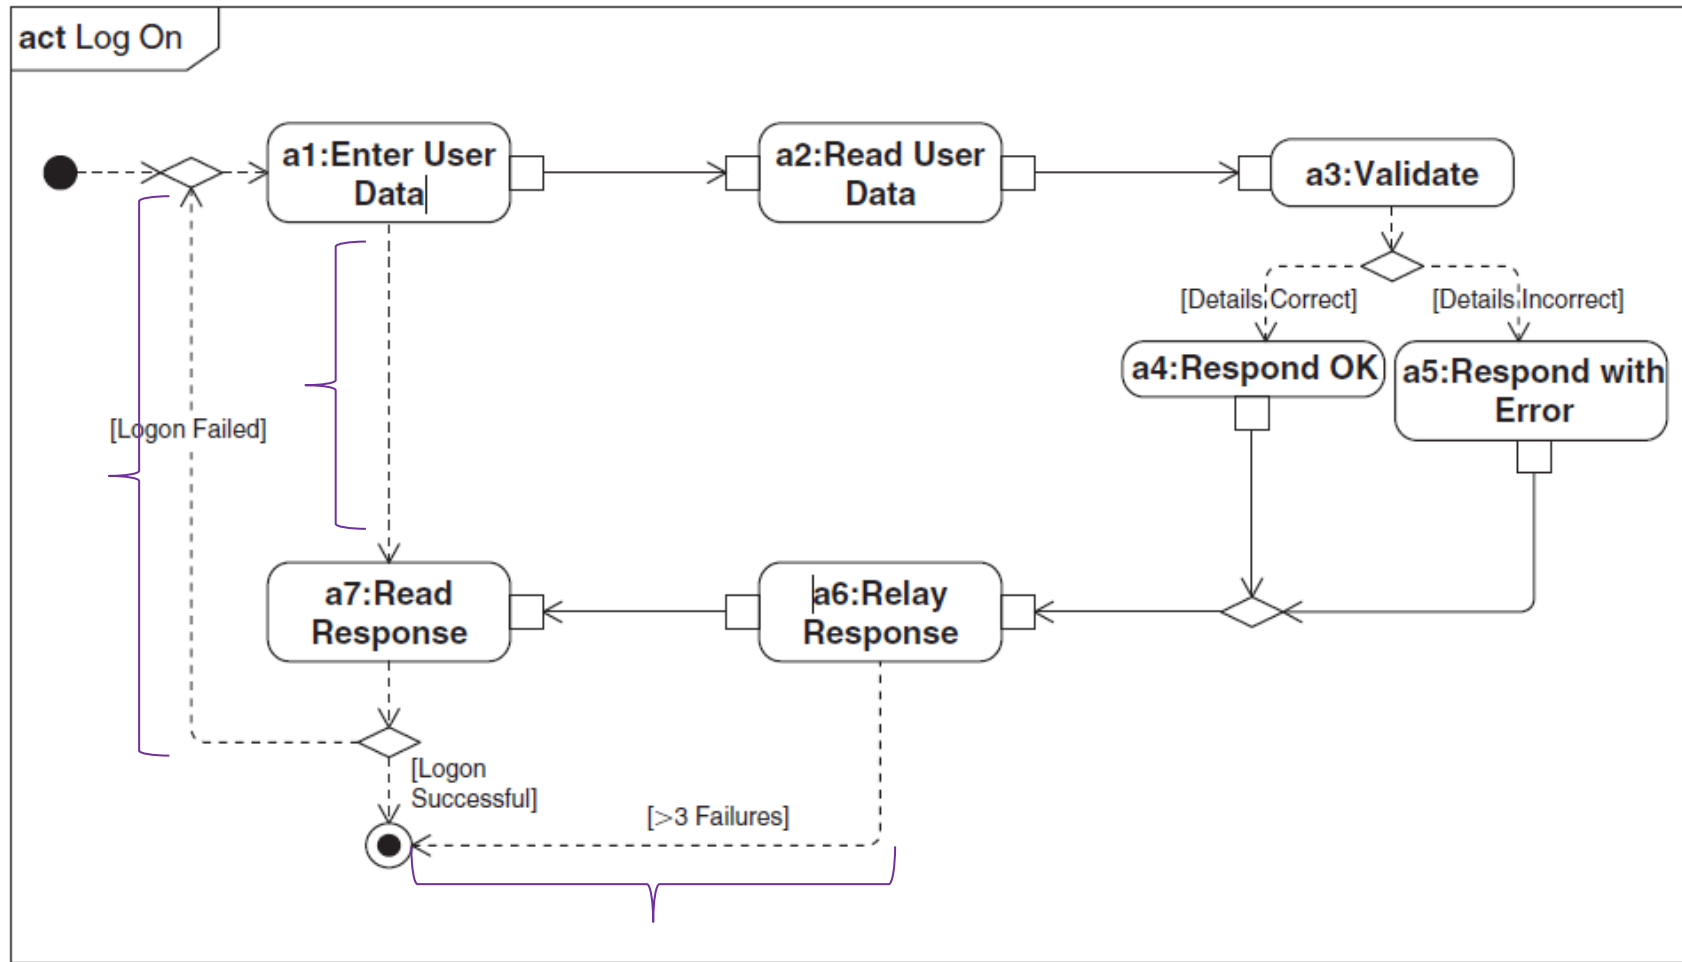 act Log On
a1:Enter User
Data
a2:Read User
Data
a3:Validate
[Details Correct]
[Details Incorrect]
a4:Respond OK
a5:Respond with
Error
[Logon Failed]
a7:Read
Response
a6:Relay
Response
[Logon
Successful]
[>3 Failures]